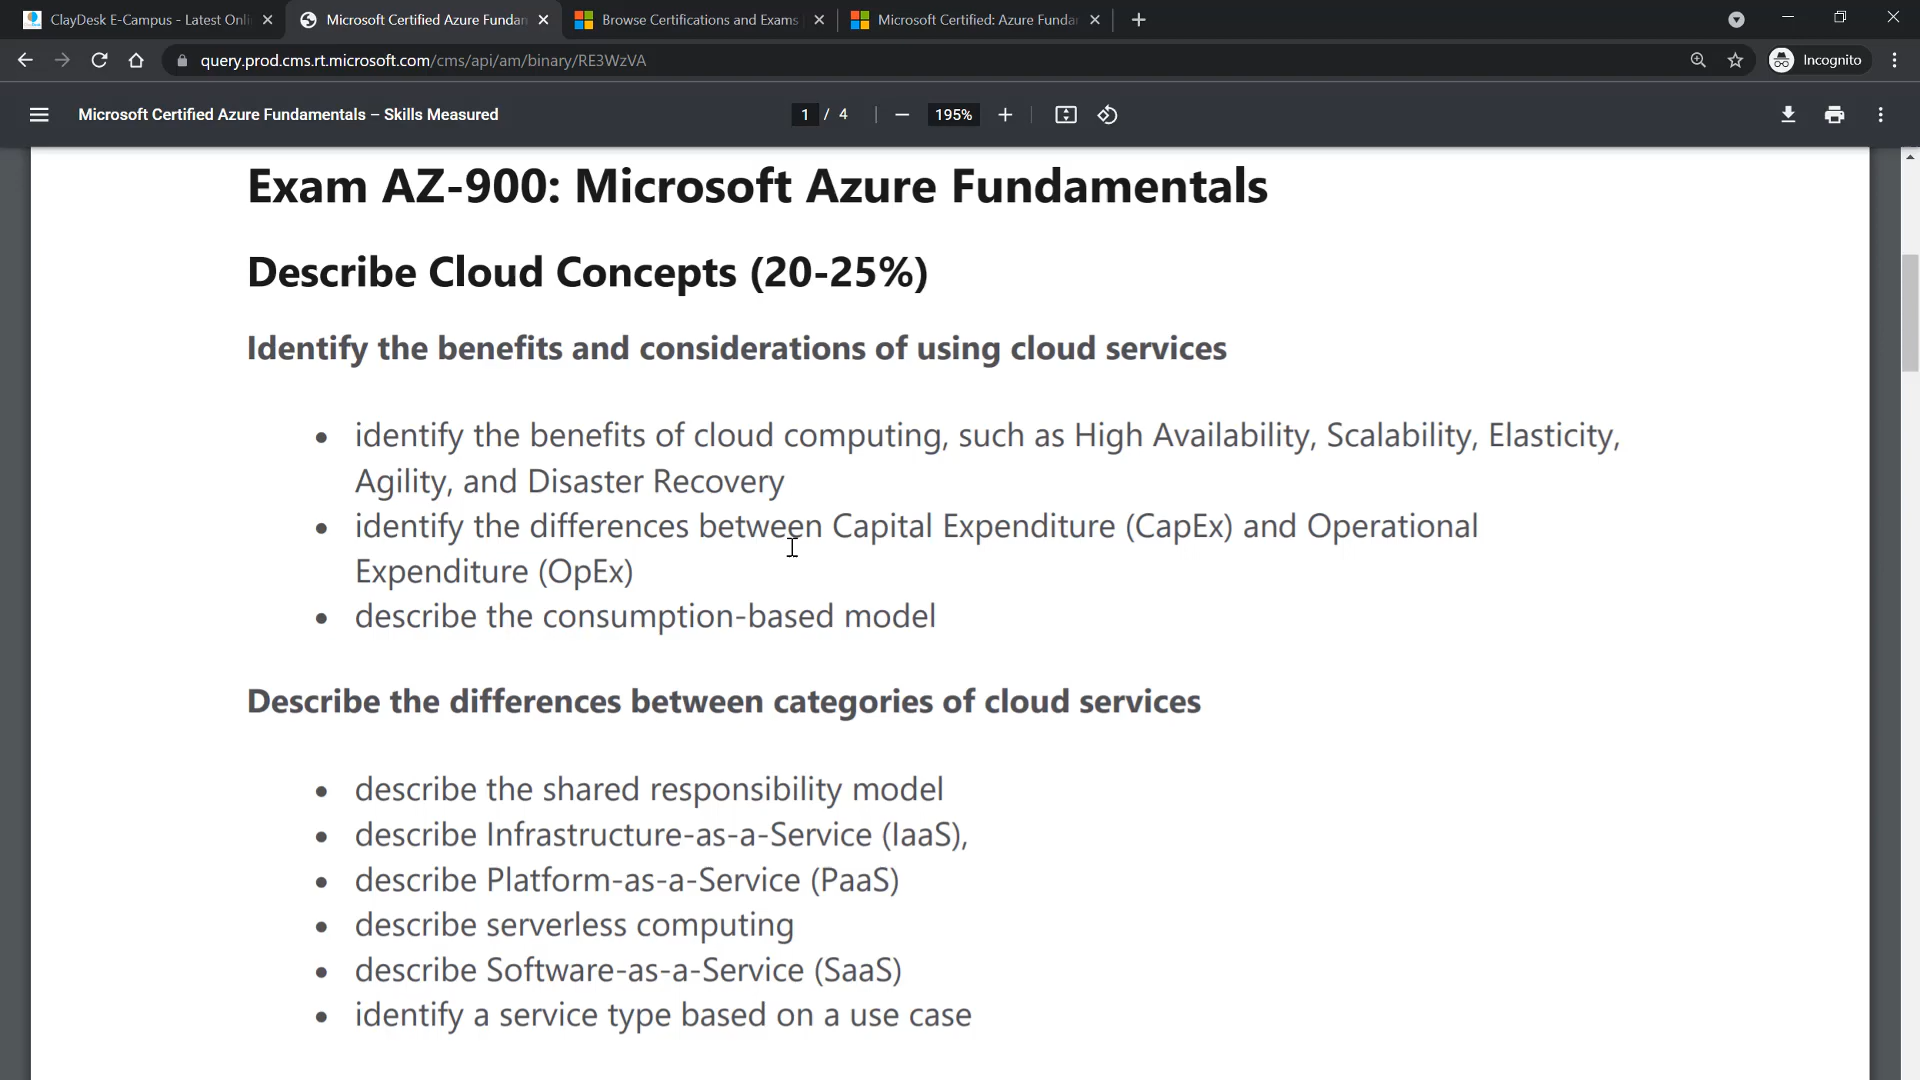 ClayDesk E-Campus - Latest Onli
Microsoft Certified Azure Fundan
Browse Certifications and Exams
Microsoft Certified: Azure Funda
query.prod.cms.rt.microsoft.com/cms/api/am/binary/RE3WzVA
Incognito
Microsoft Certified Azure Fundamentals – Skills Measured
1 / 4
195%
Exam AZ-900: Microsoft Azure Fundamentals
Describe Cloud Concepts (20-25%)
Identify the benefits and considerations of using cloud services
• identify the benefits of cloud computing, such as High Availability, Scalability, Elasticity,
Agility, and Disaster Recovery
• identify the differences between Capital Expenditure (CapEx) and Operational
Expenditure (OpEx)
• describe the consumption-based model
Describe the differences between categories of cloud services
• describe the shared responsibility model
• describe Infrastructure-as-a-Service (IaaS),
• describe Platform-as-a-Service (PaaS)
• describe serverless computing
• describe Software-as-a-Service (SaaS)
• identify a service type based on a use case